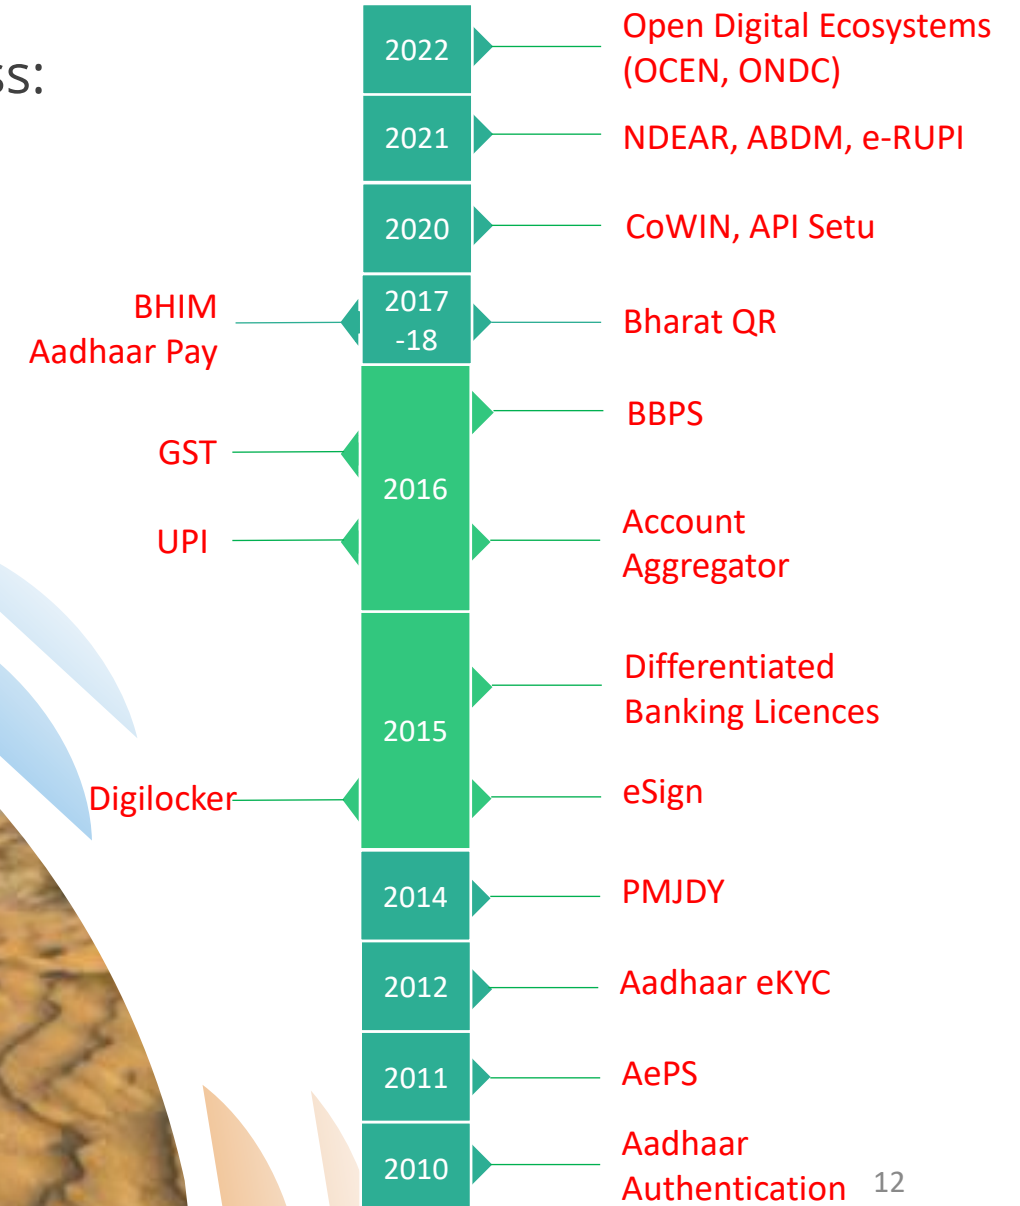 ss:
2022
Open Digital Ecosystems
(OCEN, ONDC)
2021
NDEAR, ABDM, e-RUPI
2020
CoWIN, API Setu
BHIM
Aadhaar Pay
2017
-18
Bharat QR
BBPS
GST
2016
UPI
Account
Aggregator
Differentiated
Banking Licences
2015
Digilocker
eSign
2014
PMJDY
2012
Aadhaar eKYC
2011
AePS
2010
Aadhaar
Authentication
12